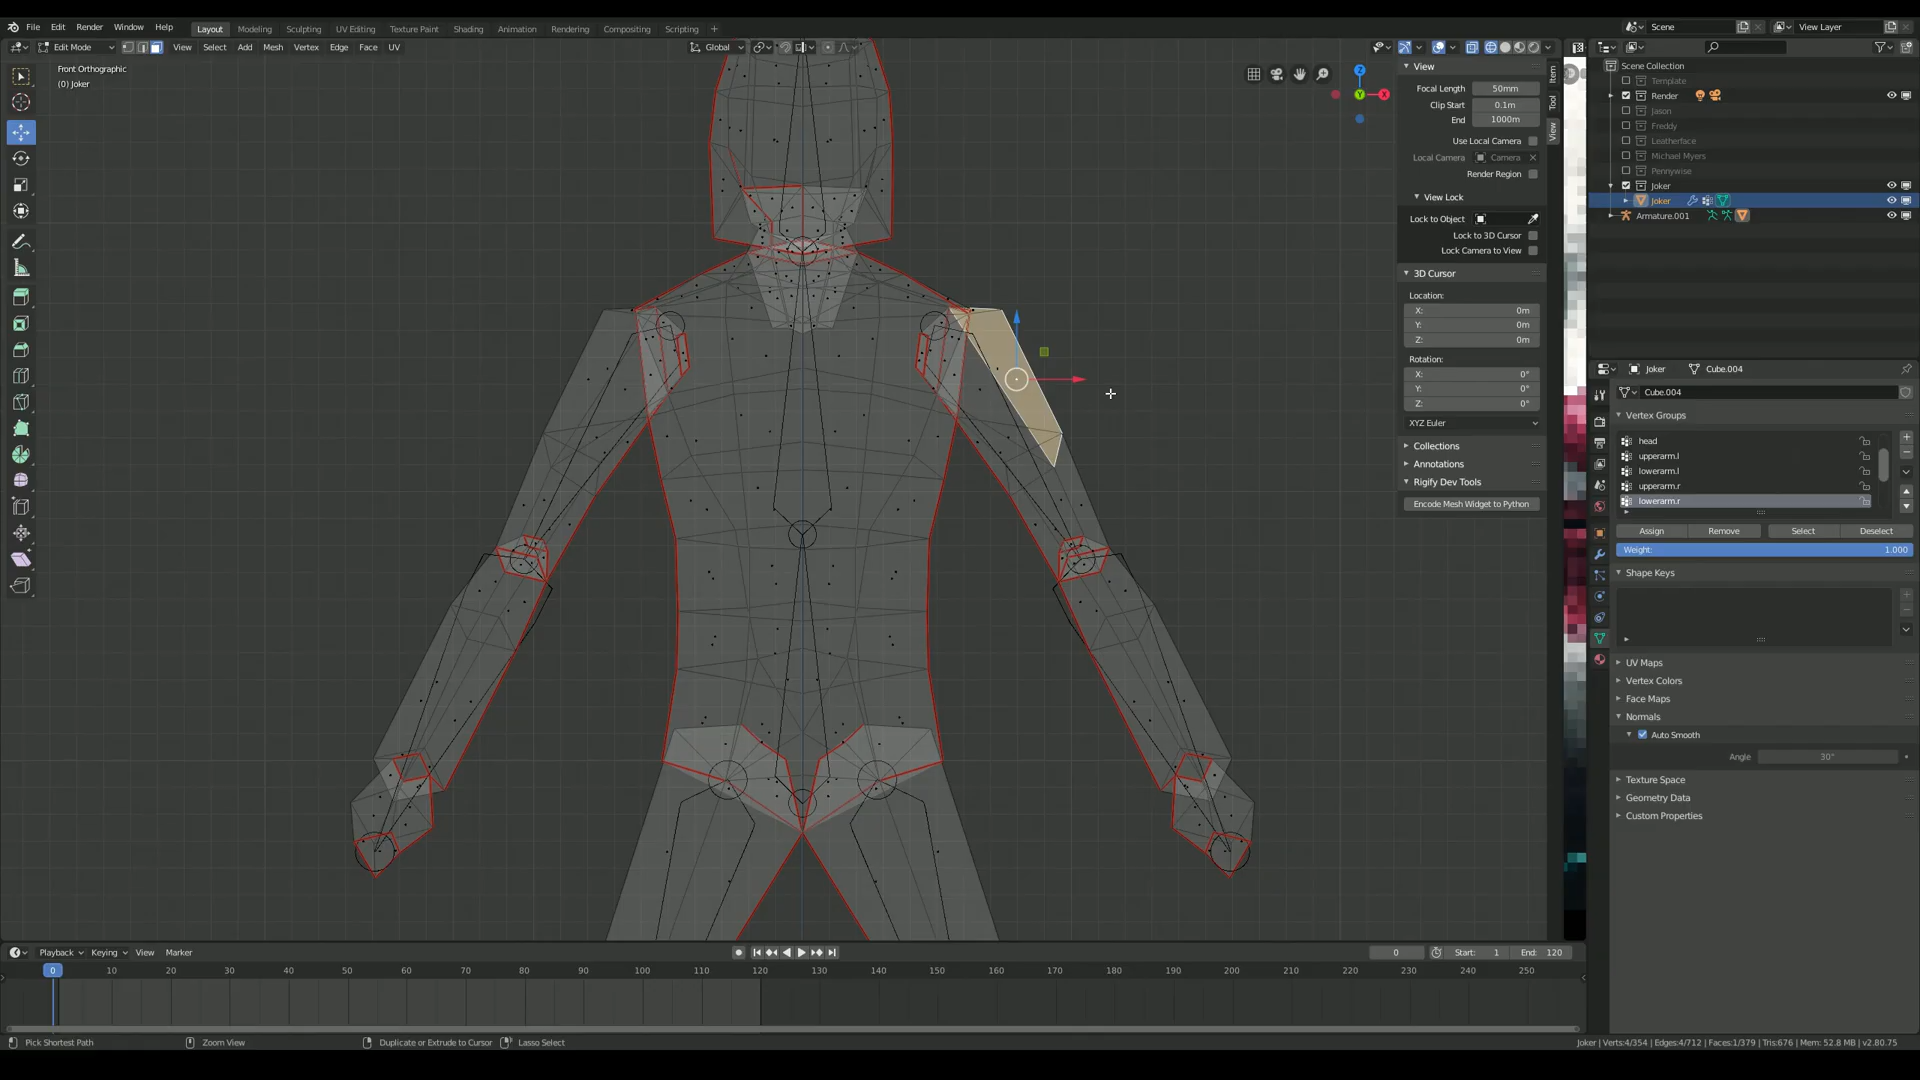 File Edit Render Window Help Layout Modeling Sculpting UV Editing Texture Paint Shading Animation Rendering Compositing Scripting + Scene View Layer
Edit Mode View Select Add Mesh Vertex Edge Face UV Global
Front Orthographic
(0) Joker
View
Focal Length 50mm
Clip Start 0.1m
End 1000m
Use Local Camera
Local Camera Camera
Render Region
View Lock
Lock to Object
Lock to 3D Cursor
Lock Camera to View
3D Cursor
Location:
X: 0m
Y: 0m
Z: 0m
Rotation:
X: 0°
Y: 0°
Z: 0°
XYZ Euler
Collections
Annotations
Rigify Dev Tools
Encode Mesh Widget to Python
Item
Tool
View
Z
Y
X
Scene Collection
Template
Render
Jason
Freddy
Leatherface
Michael Myers
Pennywise
Joker
Joker
Armature.001
Joker Cube.004
Cube.004
Vertex Groups
head
upperarm.l
lowerarm.l
upperarm.r
lowerarm.r
Assign Remove Select Deselect
Weight: 1.000
Shape Keys
UV Maps
Vertex Colors
Face Maps
Normals
Auto Smooth
Angle 30°
Texture Space
Geometry Data
Custom Properties
Playback Keying View Marker 0 Start: 1 End: 120
0 10 20 30 40 50 60 70 80 90 100 110 120 130 140 150 160 170 180 190 200 210 220 230 240 250
Pick Shortest Path Zoom View Duplicate or Extrude to Cursor Lasso Select Joker | Verts:4/354 | Edges:4/712 | Faces:1/379 | Tris:676 | Mem: 52.8 MB | v2.80.75